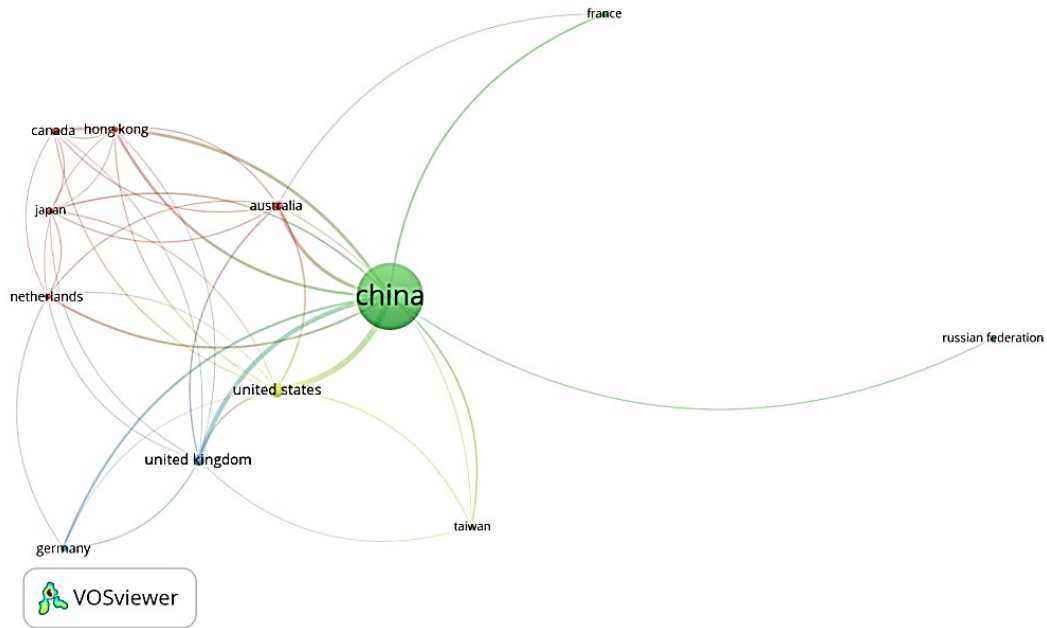 france
canada
hong kong
japan
australia
netherlands
china
russian federation
united states
united kingdom
taiwan
germany
VOSviewer